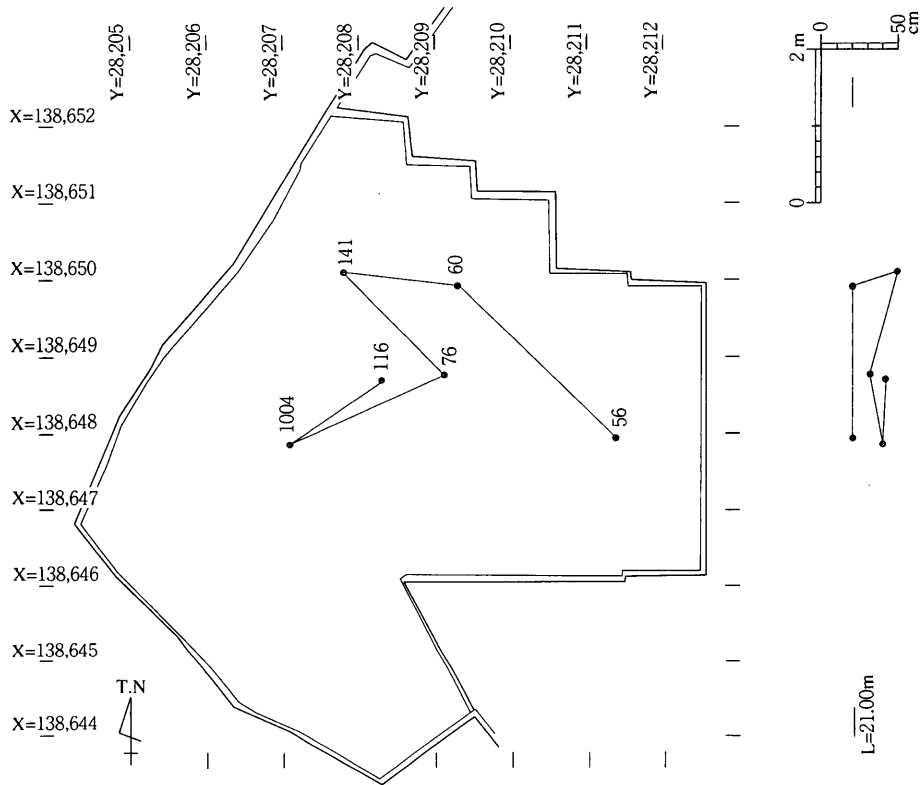 Y=28,205
Y=28,206
Y=28,207
Y=28,208
Y=28,209
Y=28,210
Y=28,211
Y=28,212
X=138,652
X=138,651
X=138,650
X=138,649
X=138,648
X=138,647
X=138,646
X=138,645
X=138,644
141
60
116
76
1004
56
T.N
0
50
cm
2 m
0
L=21.00m